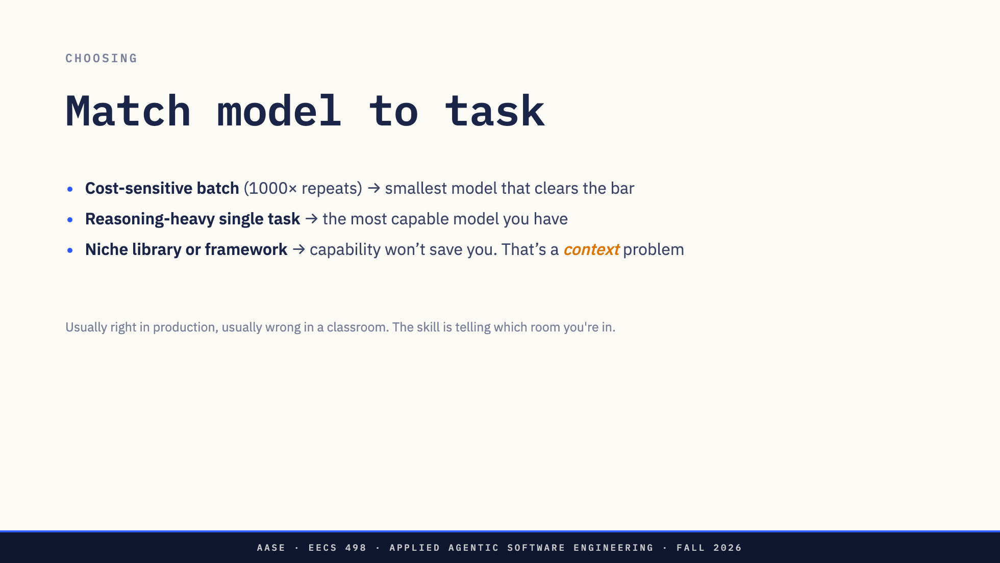 CHOOSING
Match model to task
• Cost-sensitive batch (1000× repeats) → smallest model that clears the bar
• Reasoning-heavy single task → the most capable model you have
• Niche library or framework → capability won’t save you. That’s a context problem
Usually right in production, usually wrong in a classroom. The skill is telling which room you're in.
AASE · EECS 498 · APPLIED AGENTIC SOFTWARE ENGINEERING · FALL 2026